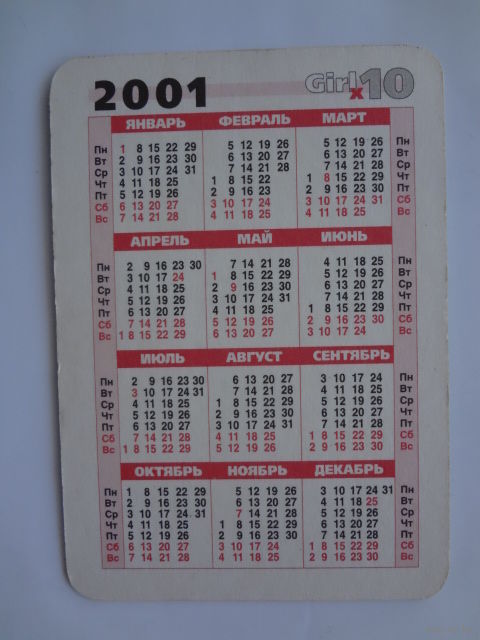 2001 Girl x10
ЯНВАРЬ ФЕВРАЛЬ МАРТ
Пн 1 8 15 22 29 5 12 19 26 5 12 19 26 Пн
Вт 2 9 16 23 30 6 13 20 27 6 13 20 27 Вт
Ср 3 10 17 24 31 7 14 21 28 7 14 21 28 Ср
Чт 4 11 18 25 1 8 15 22 1 8 15 22 29 Чт
Пт 5 12 19 26 2 9 16 23 2 9 16 23 30 Пт
Сб 6 13 20 27 3 10 17 24 3 10 17 24 31 Сб
Вс 7 14 21 28 4 11 18 25 4 11 18 25 Вс
АПРЕЛЬ МАЙ ИЮНЬ
Пн 2 9 16 23 30 7 14 21 28 4 11 18 25 Пн
Вт 3 10 17 24 1 8 15 22 29 5 12 19 26 Вт
Ср 4 11 18 25 2 9 16 23 30 6 13 20 27 Ср
Чт 5 12 19 26 3 10 17 24 31 7 14 21 28 Чт
Пт 6 13 20 27 4 11 18 25 1 8 15 22 29 Пт
Сб 7 14 21 28 5 12 19 26 2 9 16 23 30 Сб
Вс 1 8 15 22 29 6 13 20 27 3 10 17 24 Вс
ИЮЛЬ АВГУСТ СЕНТЯБРЬ
Пн 2 9 16 23 30 6 13 20 27 3 10 17 24 Пн
Вт 3 10 17 24 31 7 14 21 28 4 11 18 25 Вт
Ср 4 11 18 25 1 8 15 22 29 5 12 19 26 Ср
Чт 5 12 19 26 2 9 16 23 30 6 13 20 27 Чт
Пт 6 13 20 27 3 10 17 24 31 7 14 21 28 Пт
Сб 7 14 21 28 4 11 18 25 1 8 15 22 29 Сб
Вс 1 8 15 22 29 5 12 19 26 2 9 16 23 30 Вс
ОКТЯБРЬ НОЯБРЬ ДЕКАБРЬ
Пн 1 8 15 22 29 5 12 19 26 3 10 17 24 31 Пн
Вт 2 9 16 23 30 6 13 20 27 4 11 18 25 Вт
Ср 3 10 17 24 31 7 14 21 28 5 12 19 26 Ср
Чт 4 11 18 25 1 8 15 22 29 6 13 20 27 Чт
Пт 5 12 19 26 2 9 16 23 30 7 14 21 28 Пт
Сб 6 13 20 27 3 10 17 24 1 8 15 22 29 Сб
Вс 7 14 21 28 4 11 18 25 2 9 16 23 30 Вс